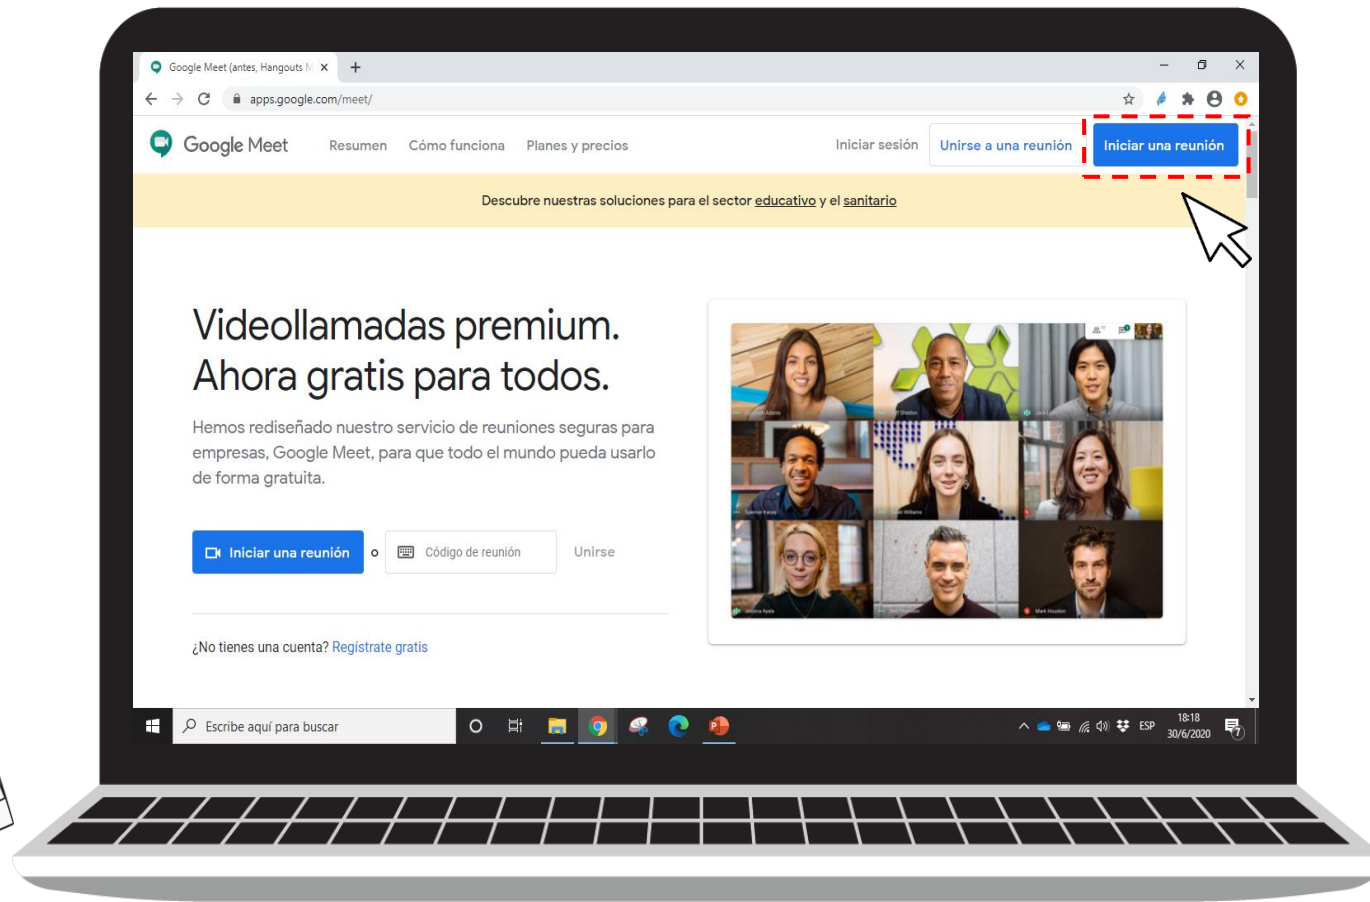 Google Meet (antes, Hangouts M
apps.google.com/meet/
Google Meet
Resumen
Cómo funciona
Planes y precios
Iniciar sesión
Unirse a una reunión
Iniciar una reunión
Descubre nuestras soluciones para el sector educativo y el sanitario
Videollamadas premium.
Ahora gratis para todos.
Hemos rediseñado nuestro servicio de reuniones seguras para
empresas, Google Meet, para que todo el mundo pueda usarlo
de forma gratuita.
Iniciar una reunión
o
Código de reunión
Unirse
¿No tienes una cuenta? Regístrate gratis
Escribe aquí para buscar
ESP
18:18
30/6/2020
7